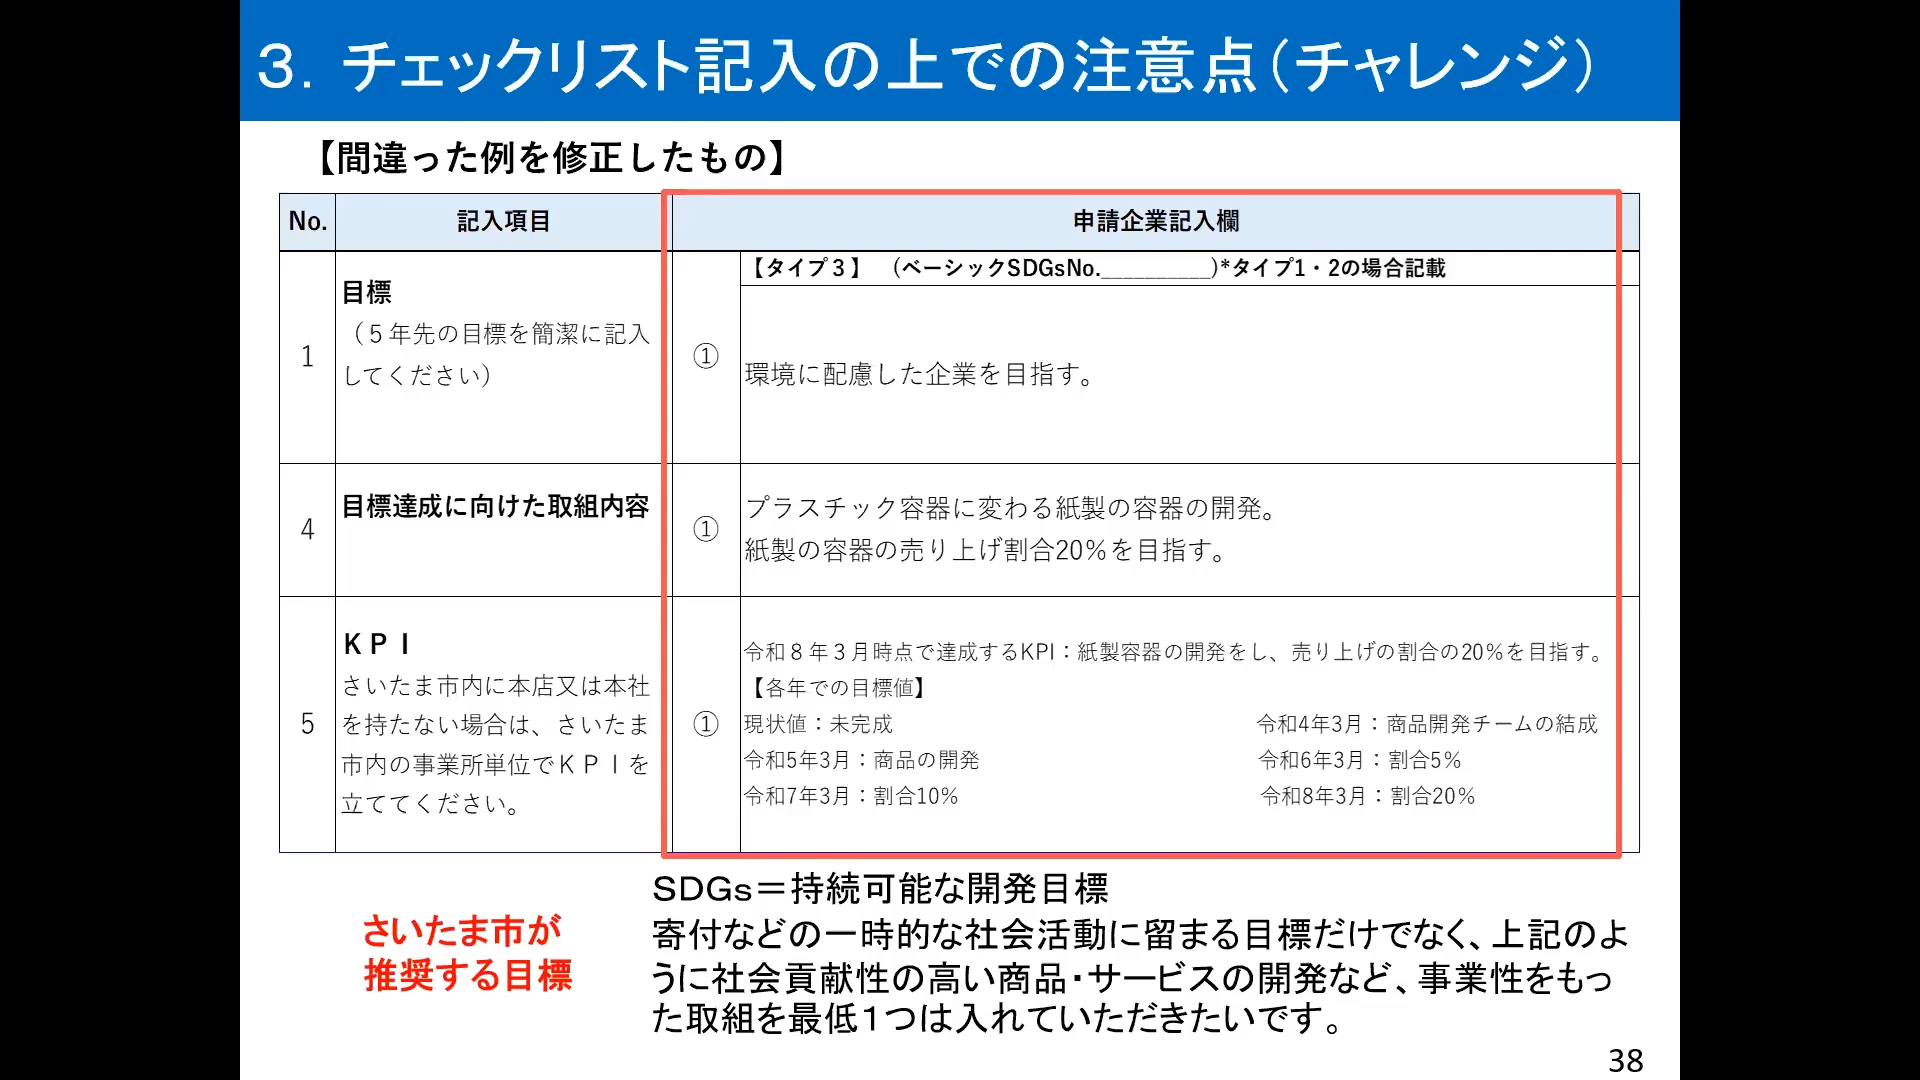 ３．チェックリスト記入の上での注意点（チャレンジ）
【間違った例を修正したもの】
No.
記入項目
申請企業記入欄
1
目標
（５年先の目標を簡潔に記入
してください）
①
【タイプ３】　（ベーシックSDGsNo.__________)*タイプ1・2の場合記載
環境に配慮した企業を目指す。
4
目標達成に向けた取組内容
①
プラスチック容器に変わる紙製の容器の開発。
紙製の容器の売り上げ割合20％を目指す。
5
ＫＰＩ
さいたま市内に本店又は本社
を持たない場合は、さいたま
市内の事業所単位でＫＰＩを
立ててください。
①
令和８年３月時点で達成するKPI：紙製容器の開発をし、売り上げの割合の20％を目指す。
【各年での目標値】
現状値：未完成　令和4年3月：商品開発チームの結成
令和5年3月：商品の開発　令和6年3月：割合5％
令和7年3月：割合10％　令和8年3月：割合20％
さいたま市が
推奨する目標
ＳＤＧｓ＝持続可能な開発目標
寄付などの一時的な社会活動に留まる目標だけでなく、上記のよ
うに社会貢献性の高い商品・サービスの開発など、事業性をもっ
た取組を最低１つは入れていただきたいです。
38